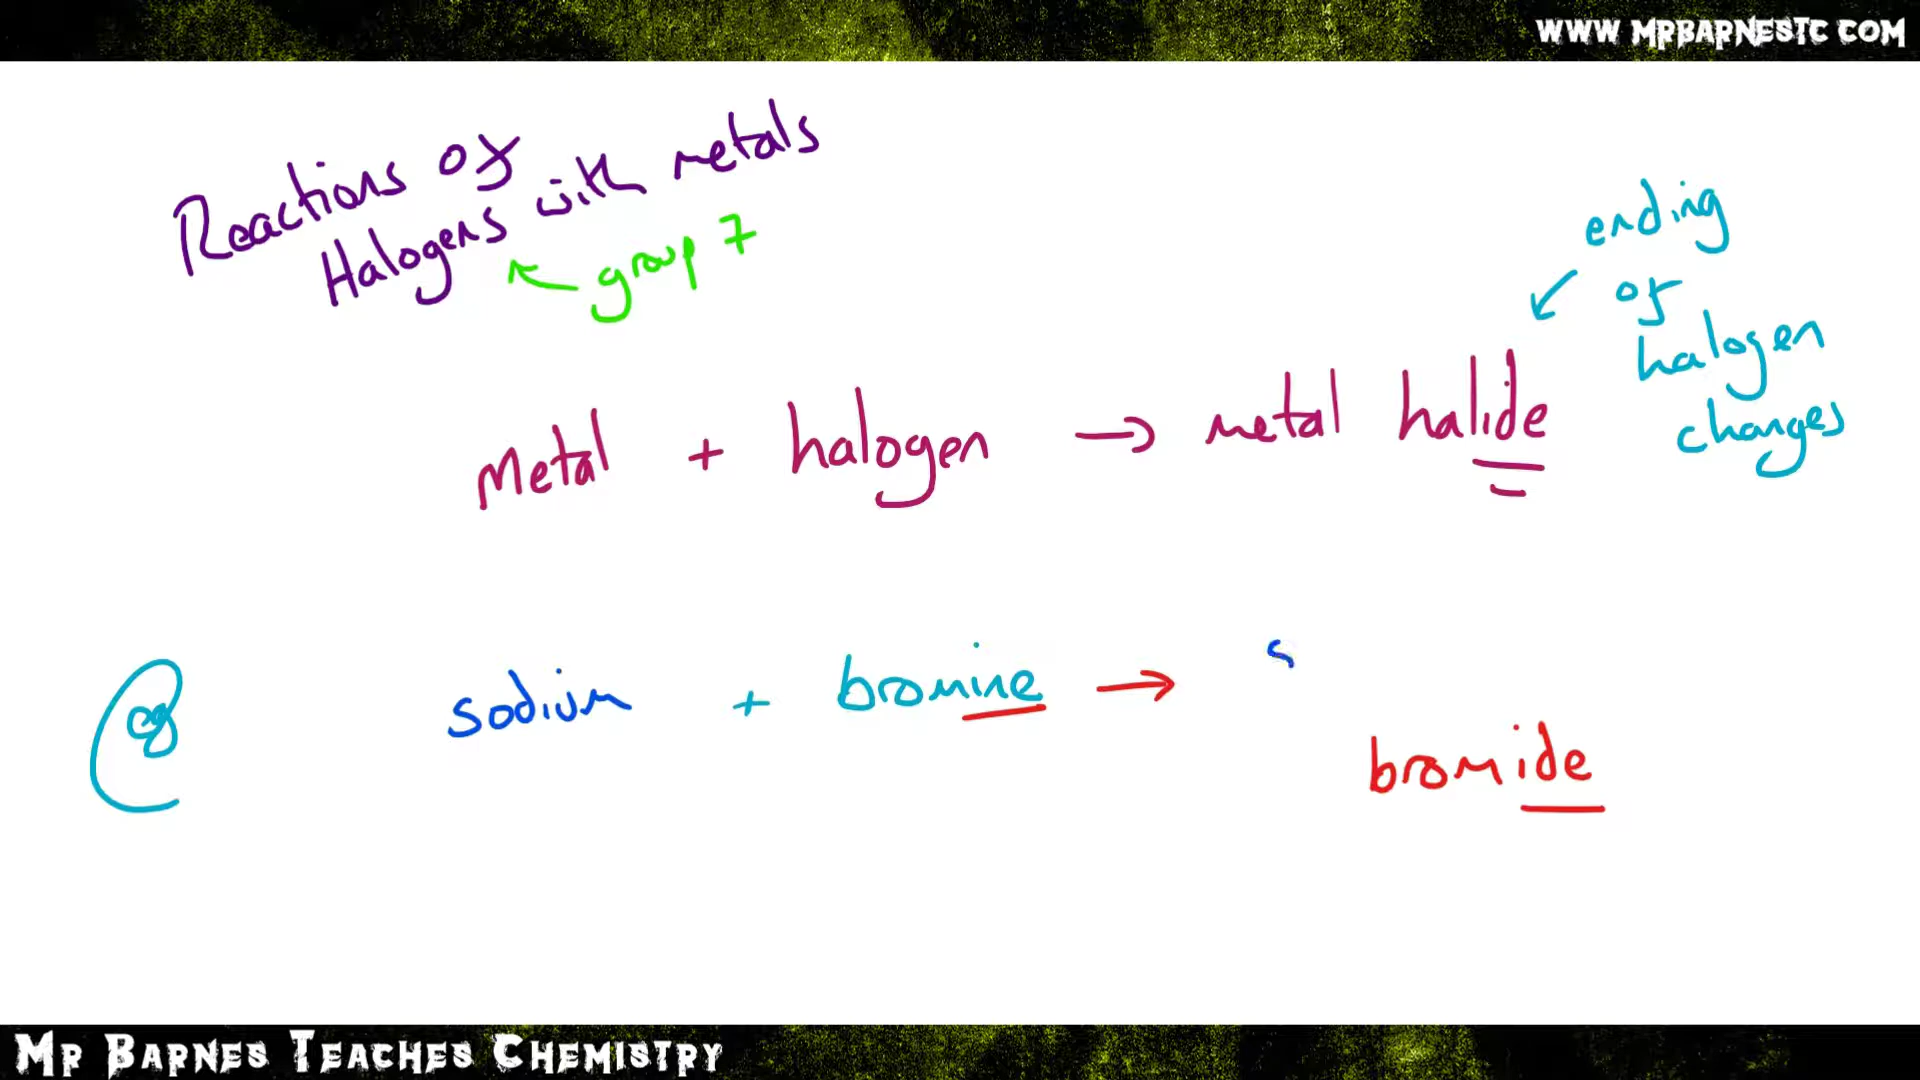 WWW MRBARNESTC COM
Reactions of
Halogens with metals
group 7
ending
of
halogen
changes
Metal + halogen → metal halide
eg
sodium + bromine → s
bromide
MR BARNES TEACHES CHEMISTRY